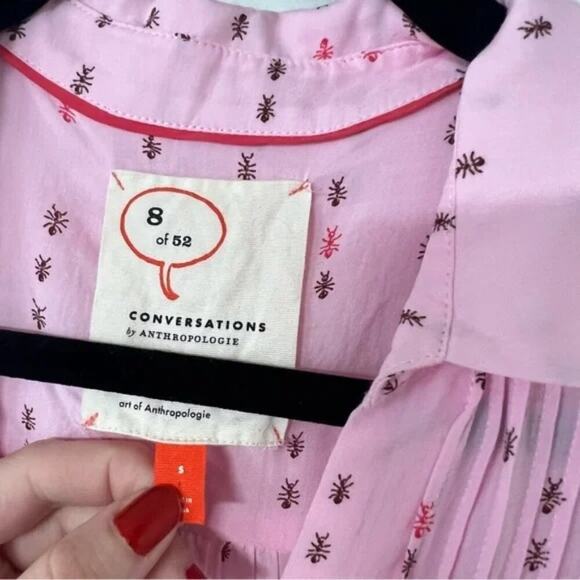 8
of 52
CONVERSATIONS
by ANTHROPOLOGIE
art of Anthropologie
S